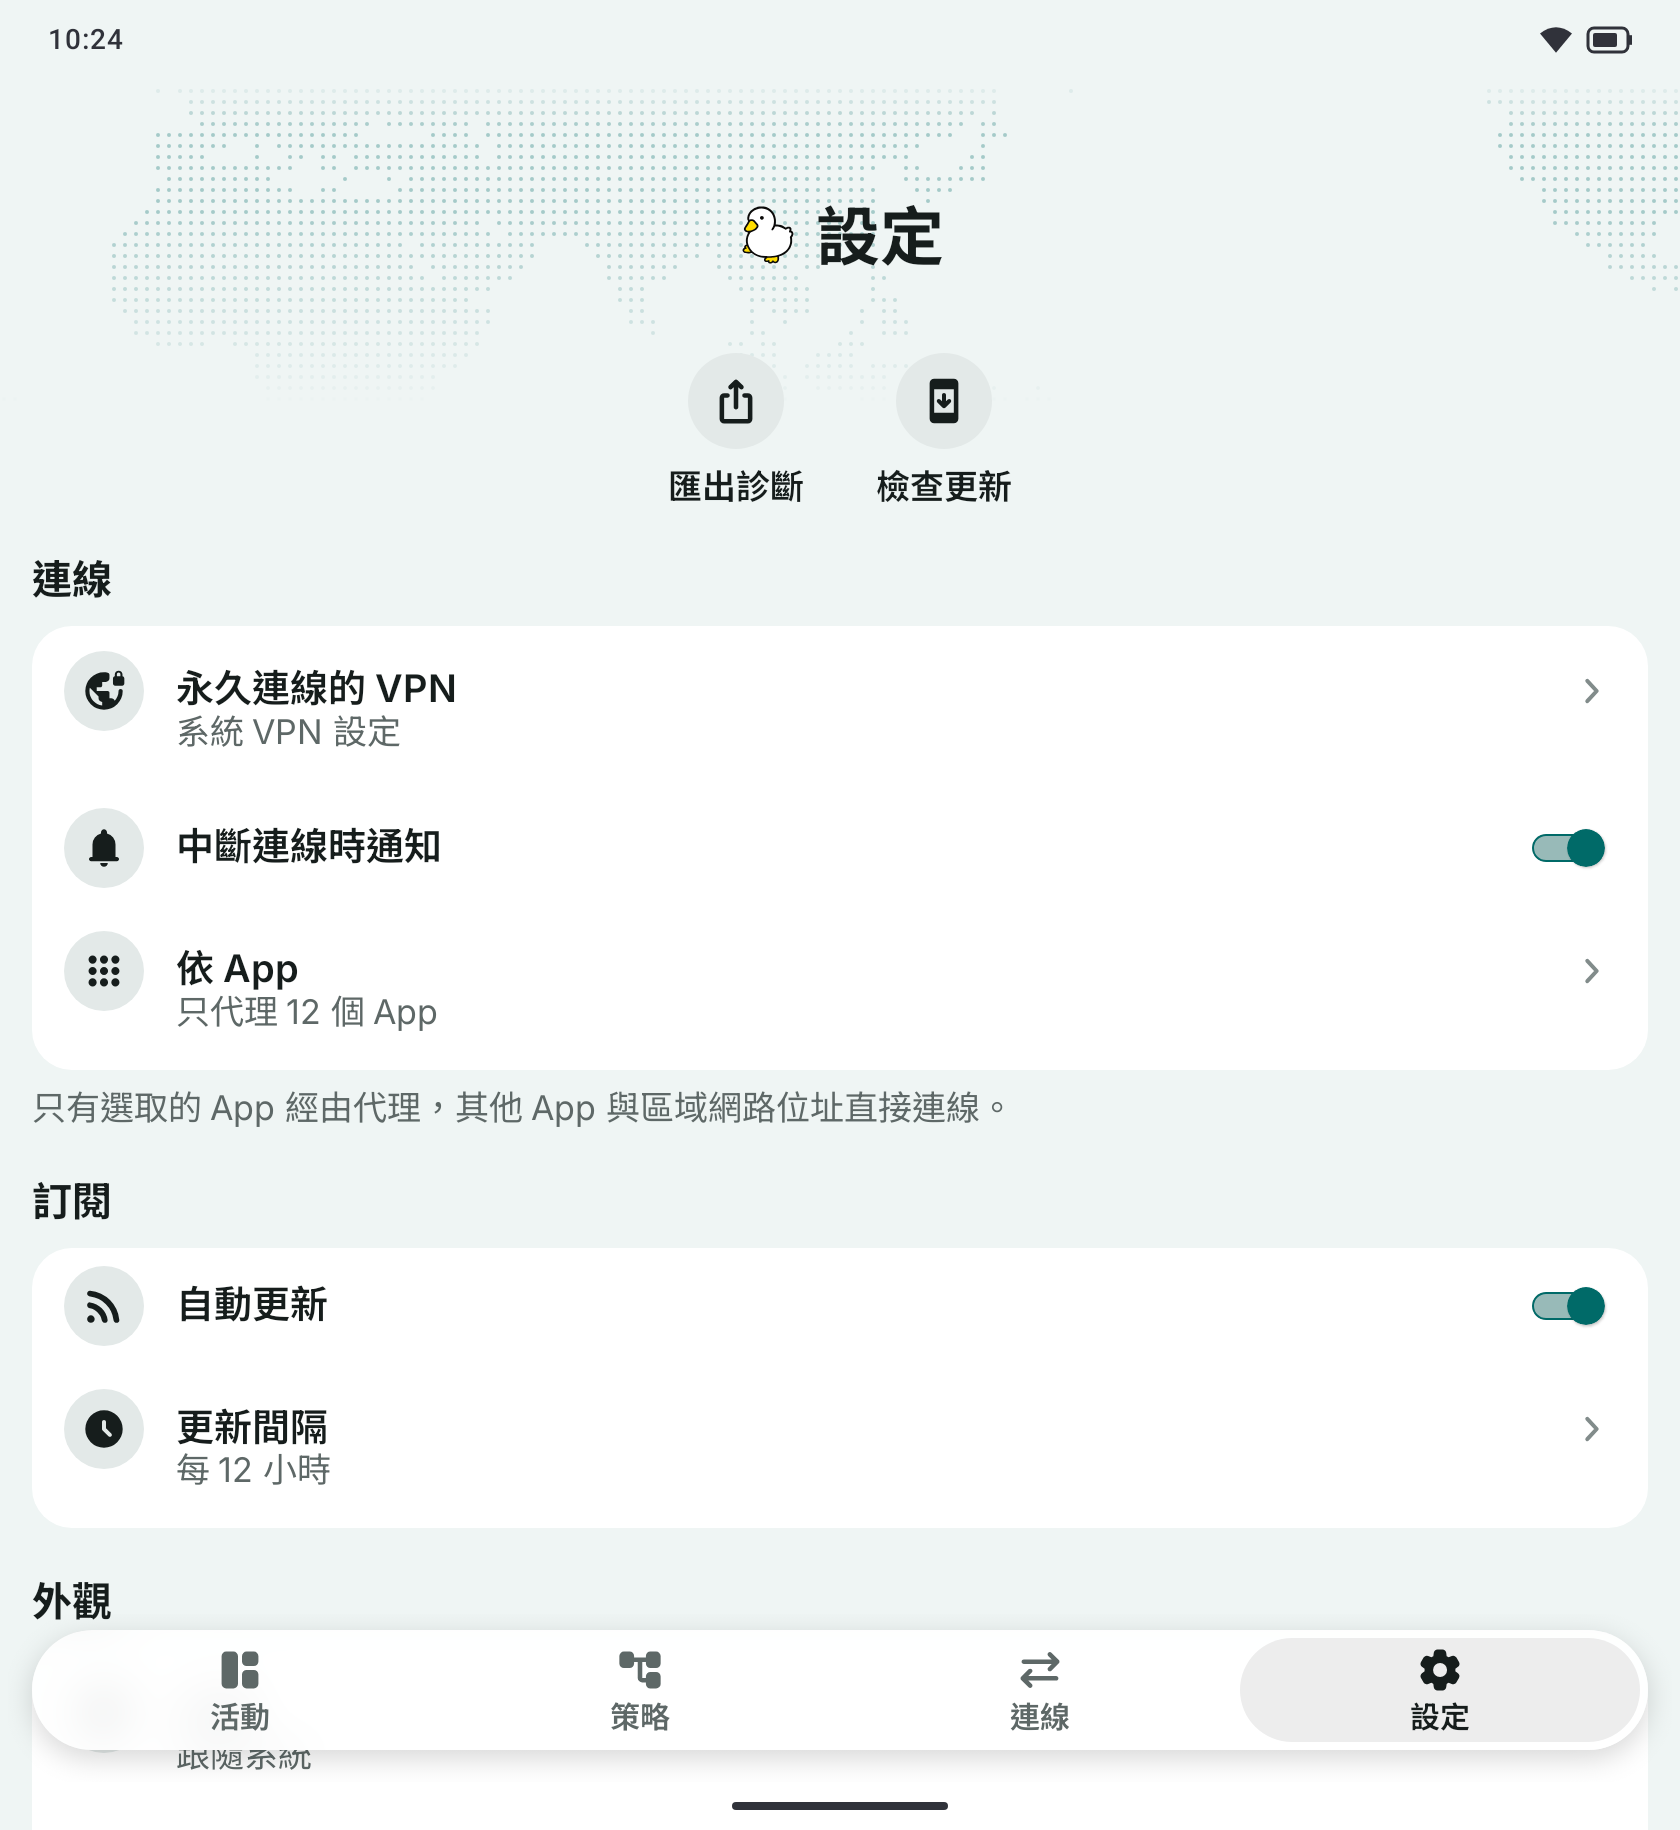 10:24
設定
匯出診斷
檢查更新
連線
永久連線的 VPN
系統 VPN 設定
中斷連線時通知
依 App
只代理 12 個 App
只有選取的 App 經由代理，其他 App 與區域網路位址直接連線。
訂閱
自動更新
更新間隔
每 12 小時
外觀
活動
策略
連線
設定
跟隨系統